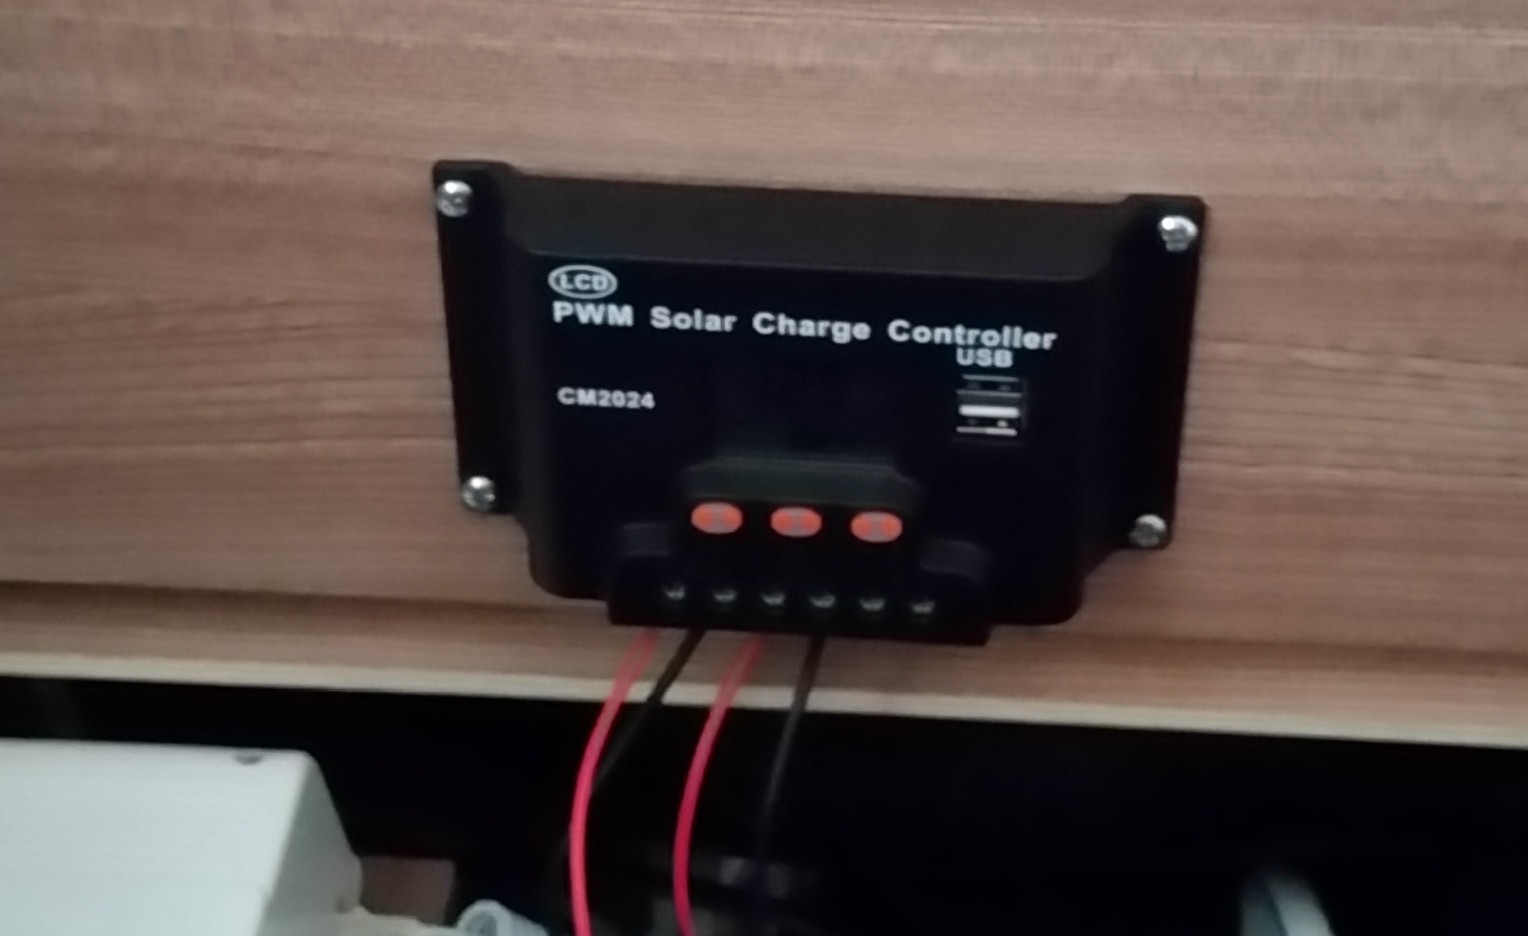 LCD
PWM Solar Charge Controller
USB
CM2024